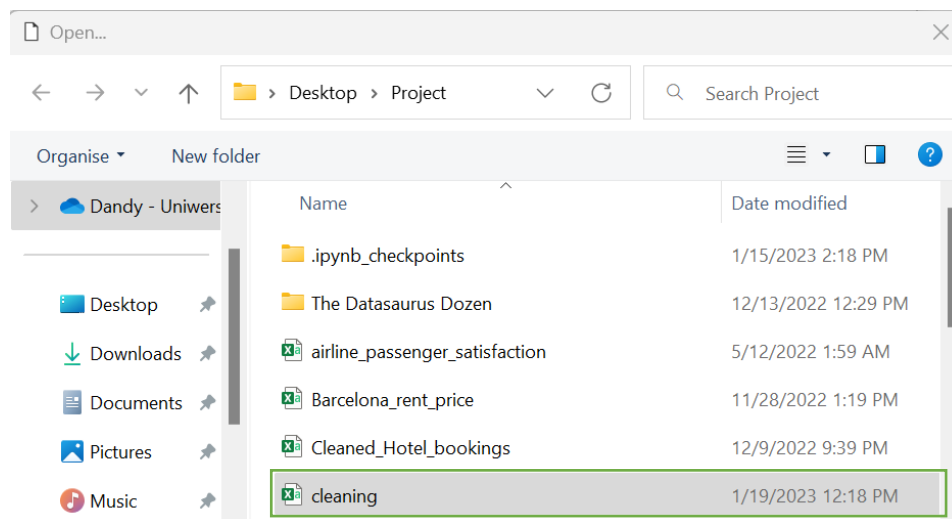 Open...
Desktop > Project
Search Project
Organise
New folder
?
Dandy - Univers
Name
Date modified
.ipynb_checkpoints
1/15/2023 2:18 PM
The Datasaurus Dozen
12/13/2022 12:29 PM
Desktop
airline_passenger_satisfaction
5/12/2022 1:59 AM
Downloads
Barcelona_rent_price
11/28/2022 1:19 PM
Documents
Cleaned_Hotel_bookings
12/9/2022 9:39 PM
Pictures
cleaning
1/19/2023 12:18 PM
Music